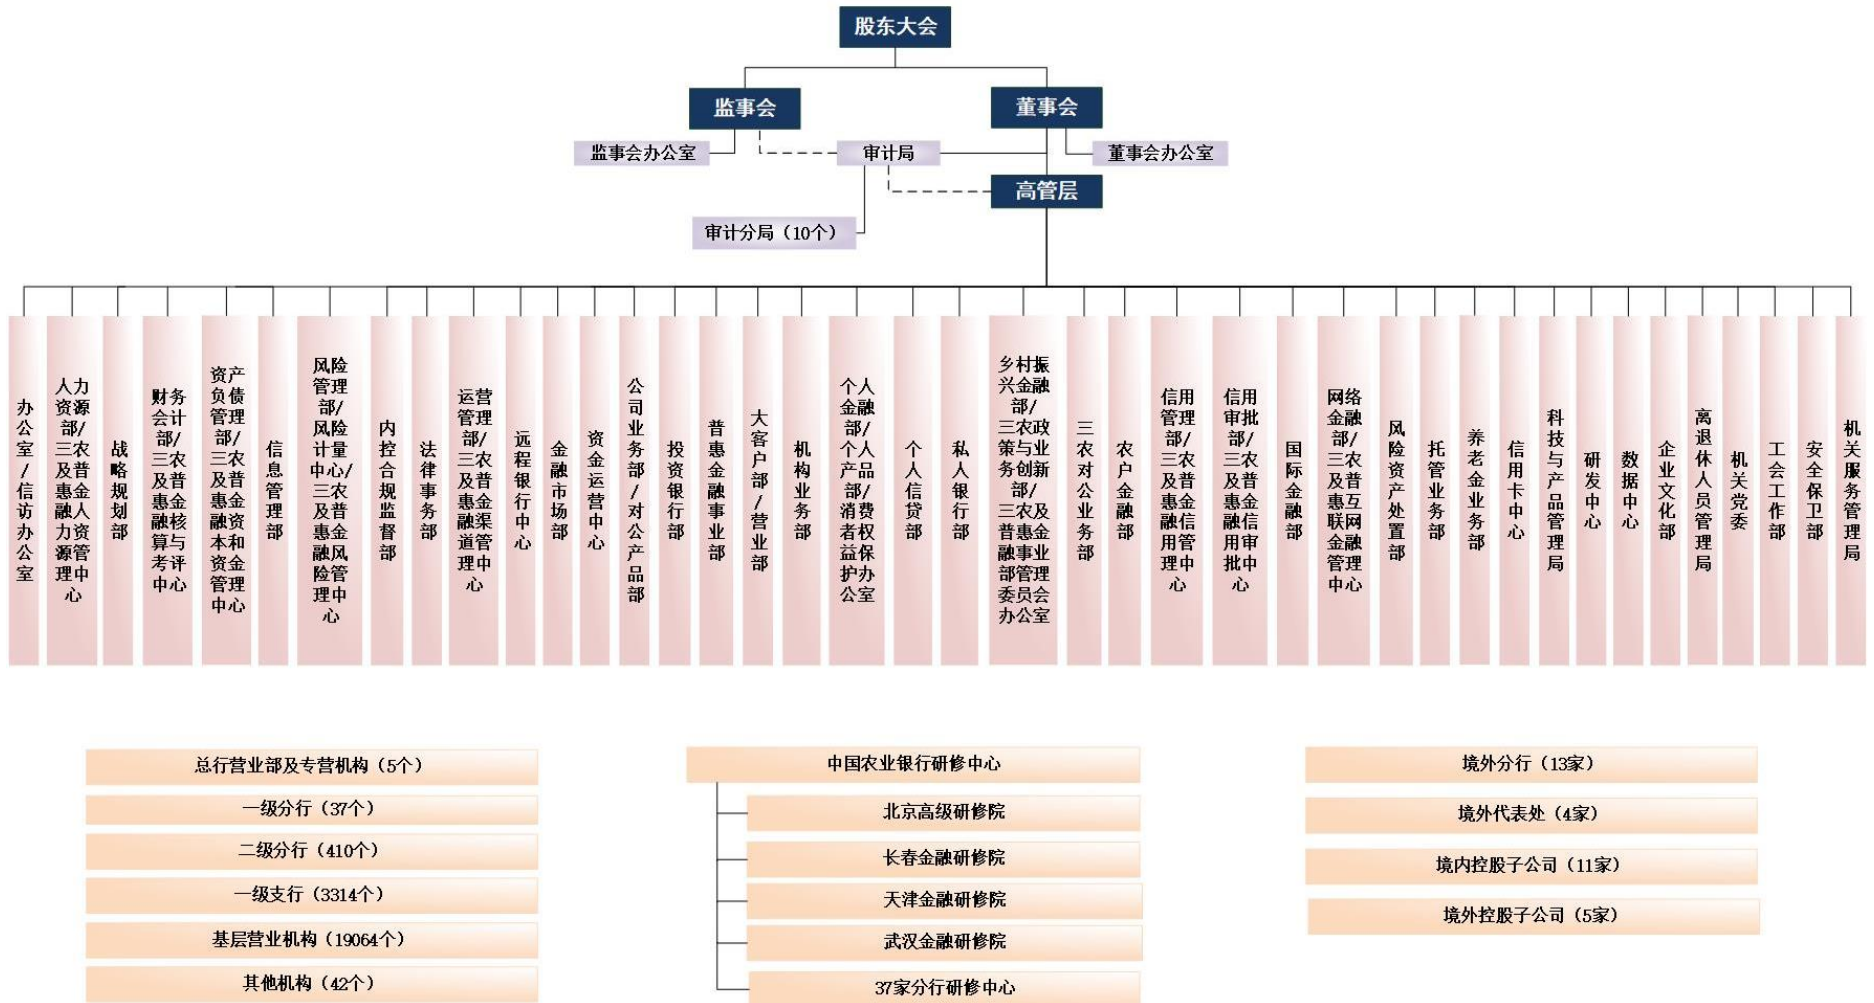 股东大会
监事会
董事会
监事会办公室
审计局
董事会办公室
高管层
审计分局（10个）
办公室/信访办公室
人力资源部/三农及普惠金融人力资源管理中心
战略规划部
财务会计部/三农及普惠金融核算与考评中心
资产负债管理部/三农及普惠金融资本和资金管理中心
信息管理部
风险管理部/风险计量中心/三农及普惠金融风险管理中心
内控合规监督部
法律事务部
运营管理部/三农及普惠金融渠道管理中心
远程银行中心
金融市场部
资金运营中心
公司业务部/对公产品部
投资银行部
普惠金融事业部
大客户部/营业部
机构业务部
个人金融部/个人产品部/消费者权益保护办公室
个人信贷部
私人银行部
乡村振兴金融部/三农政策与业务创新部/三农及普惠金融事业部管理委员会办公室
三农对公业务部
农户金融部
信用管理部/三农及普惠金融信用管理中心
信用审批部/三农及普惠金融信用审批中心
国际金融部
网络金融部/三农及普惠互联网金融管理中心
风险资产处置部
托管业务部
养老金业务部
信用卡中心
科技与产品管理局
研发中心
数据中心
企业文化部
离退休人员管理局
机关党委
工会工作部
安全保卫部
机关服务管理局
总行营业部及专营机构（5个）
一级分行（37个）
二级分行（410个）
一级支行（3314个）
基层营业机构（19064个）
其他机构（42个）
中国农业银行研修中心
北京高级研修院
长春金融研修院
天津金融研修院
武汉金融研修院
37家分行研修中心
境外分行（13家）
境外代表处（4家）
境内控股子公司（11家）
境外控股子公司（5家）